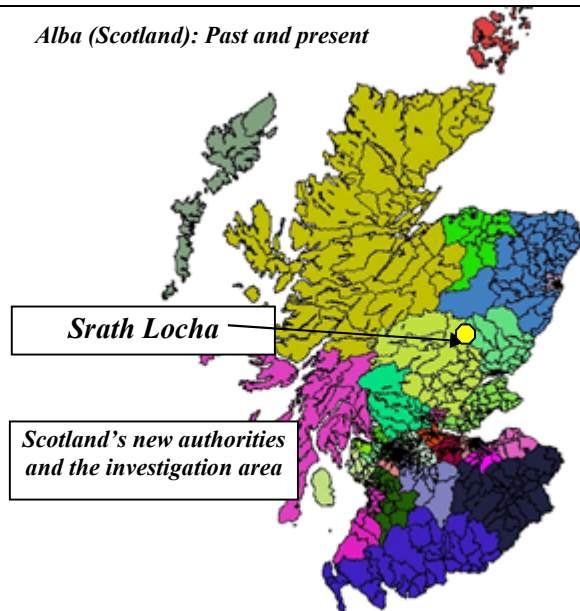 Alba (Scotland): Past and present
Srath Locha
Scotland's new authorities
and the investigation area